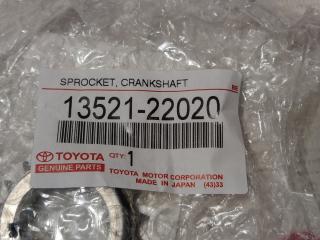 SPROCKET, CRANKSHAFT
13521-22020
TOYOTA QTY: 1
GENUINE PARTS TOYOTA MOTOR CORPORATION
MADE IN JAPAN (43)33